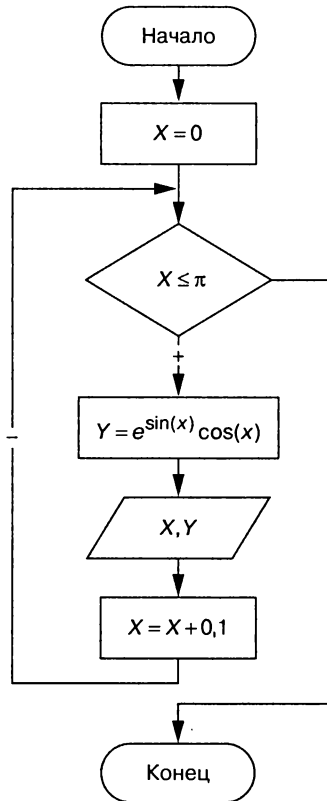 Начало
X = 0
X ≤ π
+
Y = e^sin(x) cos(x)
–
X, Y
X = X + 0,1
Конец